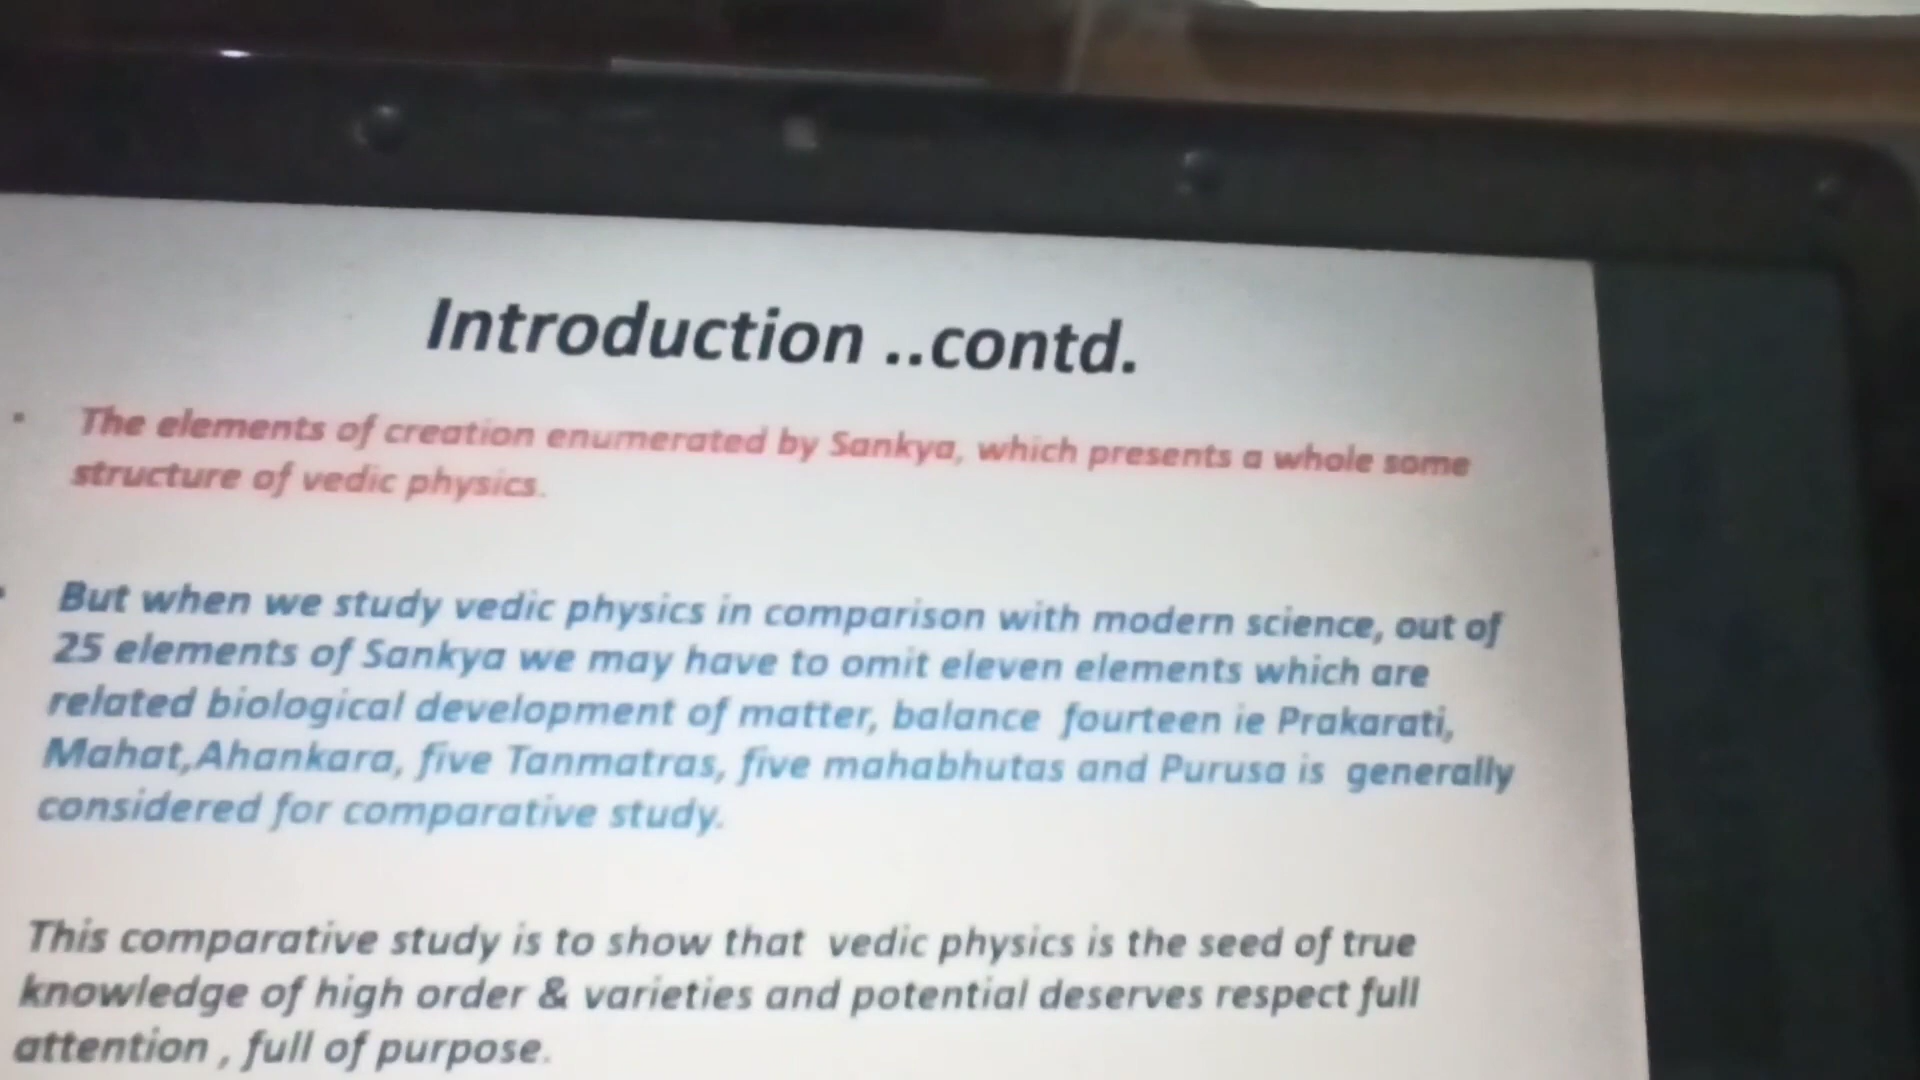 Introduction ..contd.
• The elements of creation enumerated by Sankya, which presents a whole some
structure of vedic physics.
• But when we study vedic physics in comparison with modern science, out of
25 elements of Sankya we may have to omit eleven elements which are
related biological development of matter, balance fourteen ie Prakarati,
Mahat,Ahankara, five Tanmatras, five mahabhutas and Purusa is generally
considered for comparative study.
This comparative study is to show that vedic physics is the seed of true
knowledge of high order & varieties and potential deserves respect full
attention , full of purpose.